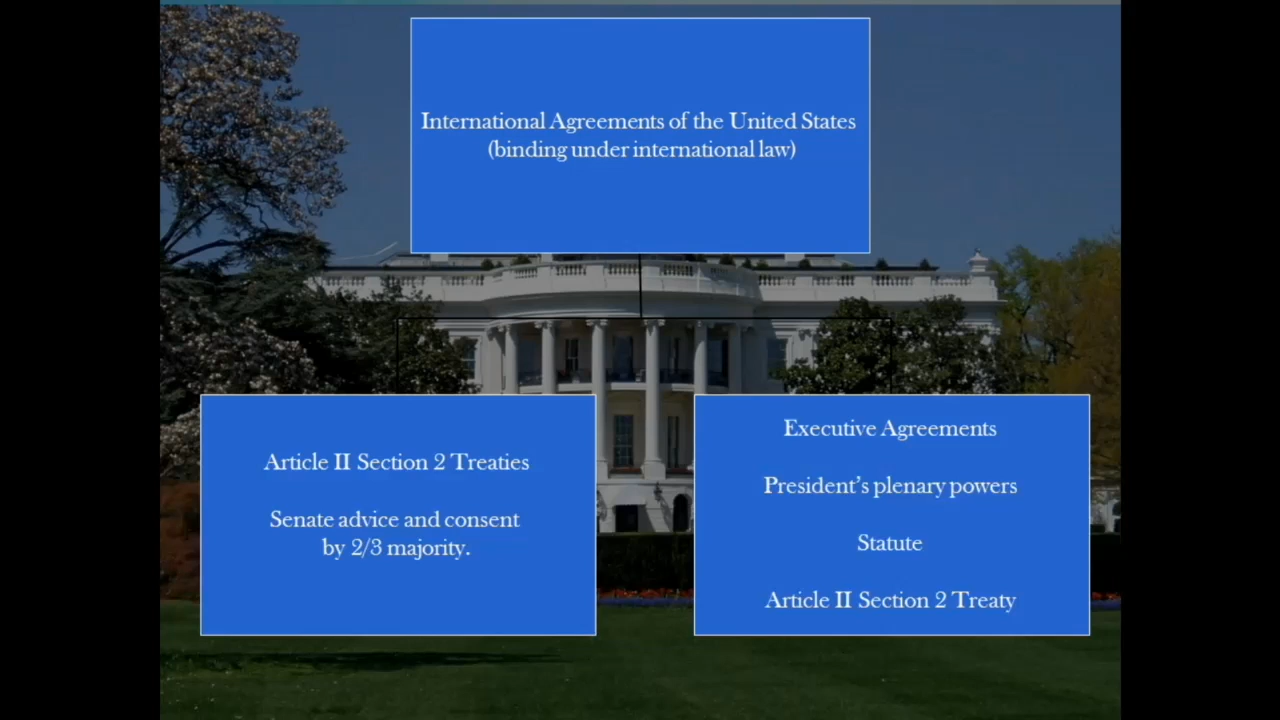 International Agreements of the United States
(binding under international law)
Article II Section 2 Treaties
Senate advice and consent
by 2/3 majority.
Executive Agreements
President's plenary powers
Statute
Article II Section 2 Treaty